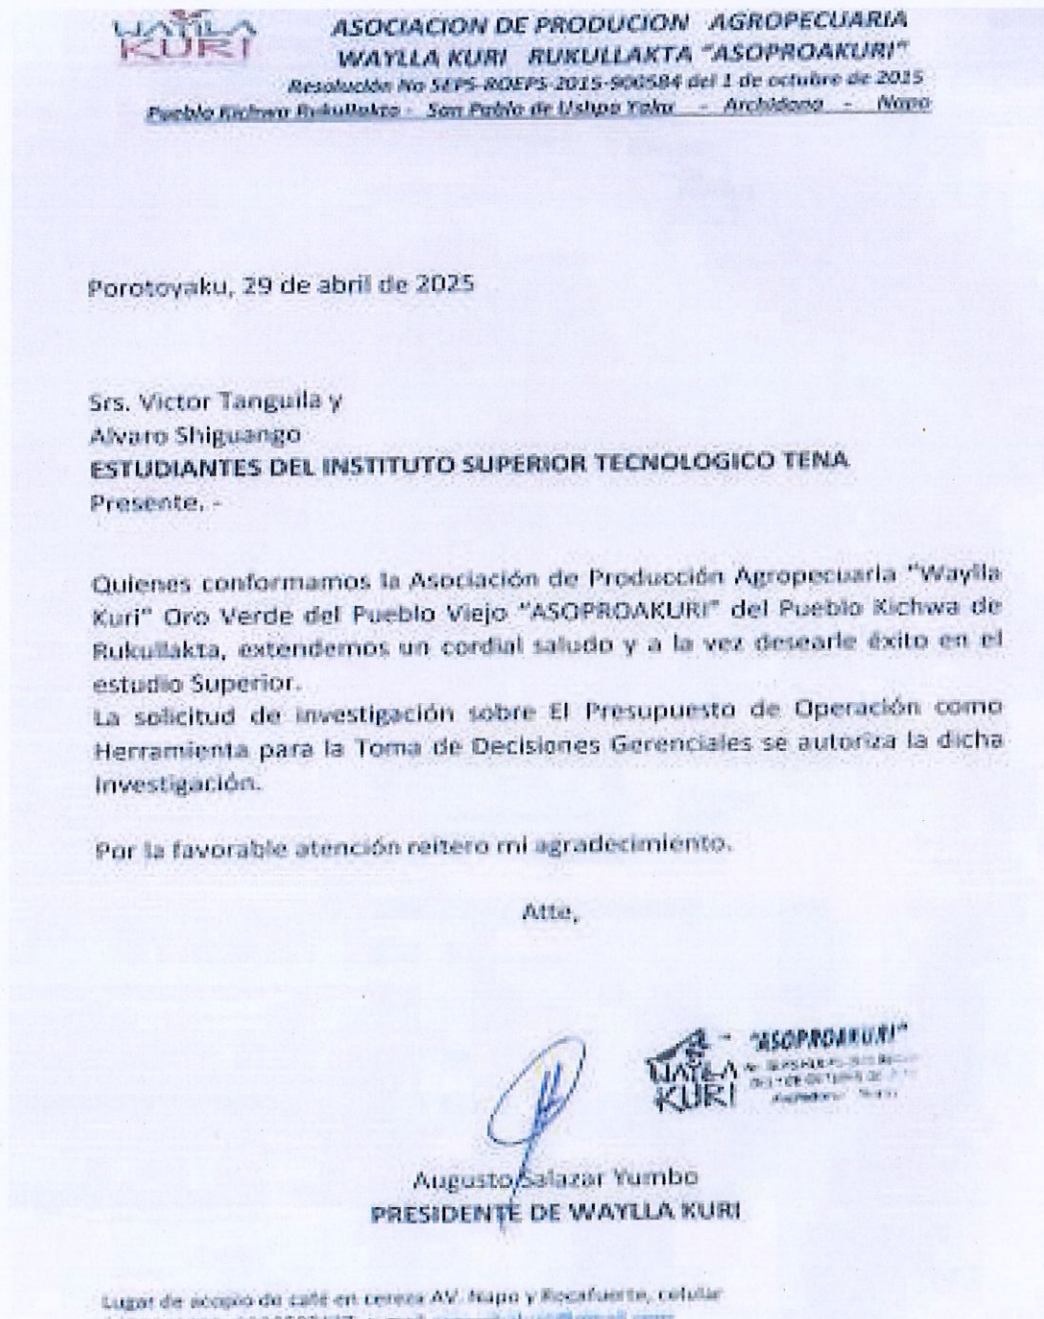 WAYLLA
KURI
ASOCIACION DE PRODUCION AGROPECUARIA
WAYLLA KURI RUKULLAKTA "ASOPROAKURI"
Resolución No SEPS-ROEPS-2015-900584 del 1 de octubre de 2015
Pueblo Kichwa Rukullakta - San Pablo de Ushpa Yaku - Archidona - Napo
Porotoyaku, 29 de abril de 2025
Srs. Victor Tanguila y
Alvaro Shiguango
ESTUDIANTES DEL INSTITUTO SUPERIOR TECNOLOGICO TENA
Presente. -
Quienes conformamos la Asociación de Producción Agropecuaria "Waylla
Kuri" Oro Verde del Pueblo Viejo "ASOPROAKURI" del Pueblo Kichwa de
Rukullakta, extendemos un cordial saludo y a la vez desearle éxito en el
estudio Superior.
La solicitud de investigación sobre El Presupuesto de Operación como
Herramienta para la Toma de Decisiones Gerenciales se autoriza la dicha
Investigación.
Por la favorable atención reitero mi agradecimiento.
Atte,
"ASOPROAKURI"
WAYLLA
KURI
Augusto Salazar Yumbo
PRESIDENTE DE WAYLLA KURI
Lugar de acopio de café en cereza AV. Napo y Rocafuerte, celular